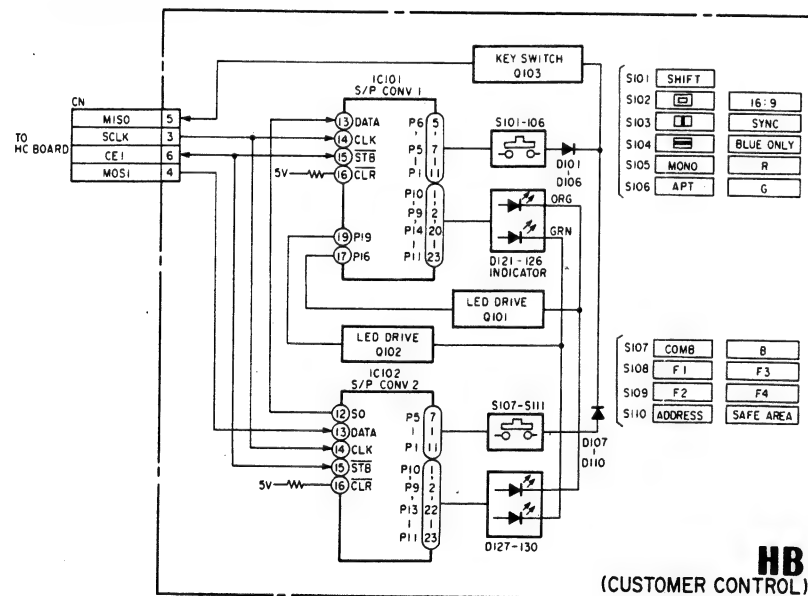 KEY SWITCH
Q103
IC101
S/P CONV 1
CN
TO
HC BOARD
MISO 5
SCLK 3
CE1 6
MOSI 4
13 DATA
14 CLK
15 STB
16 CLR
5V
P6 5
P5 7
P1 11
P10 1
P9 2
P14 20
P11 23
19 P19
17 P16
S101-106
D101
D106
ORG
GRN
D121-126
INDICATOR
LED DRIVE
Q101
LED DRIVE
Q102
IC102
S/P CONV 2
12 SO
13 DATA
14 CLK
15 STB
16 CLR
5V
P5 7
P1 11
P10 1
P9 2
P13 22
P11 23
S107-S111
D107
D110
D127-130
S101 SHIFT
S102 16:9
S103 SYNC
S104 BLUE ONLY
S105 MONO R
S106 APT G
S107 COMB B
S108 F1 F3
S109 F2 F4
S110 ADDRESS SAFE AREA
HB
(CUSTOMER CONTROL)